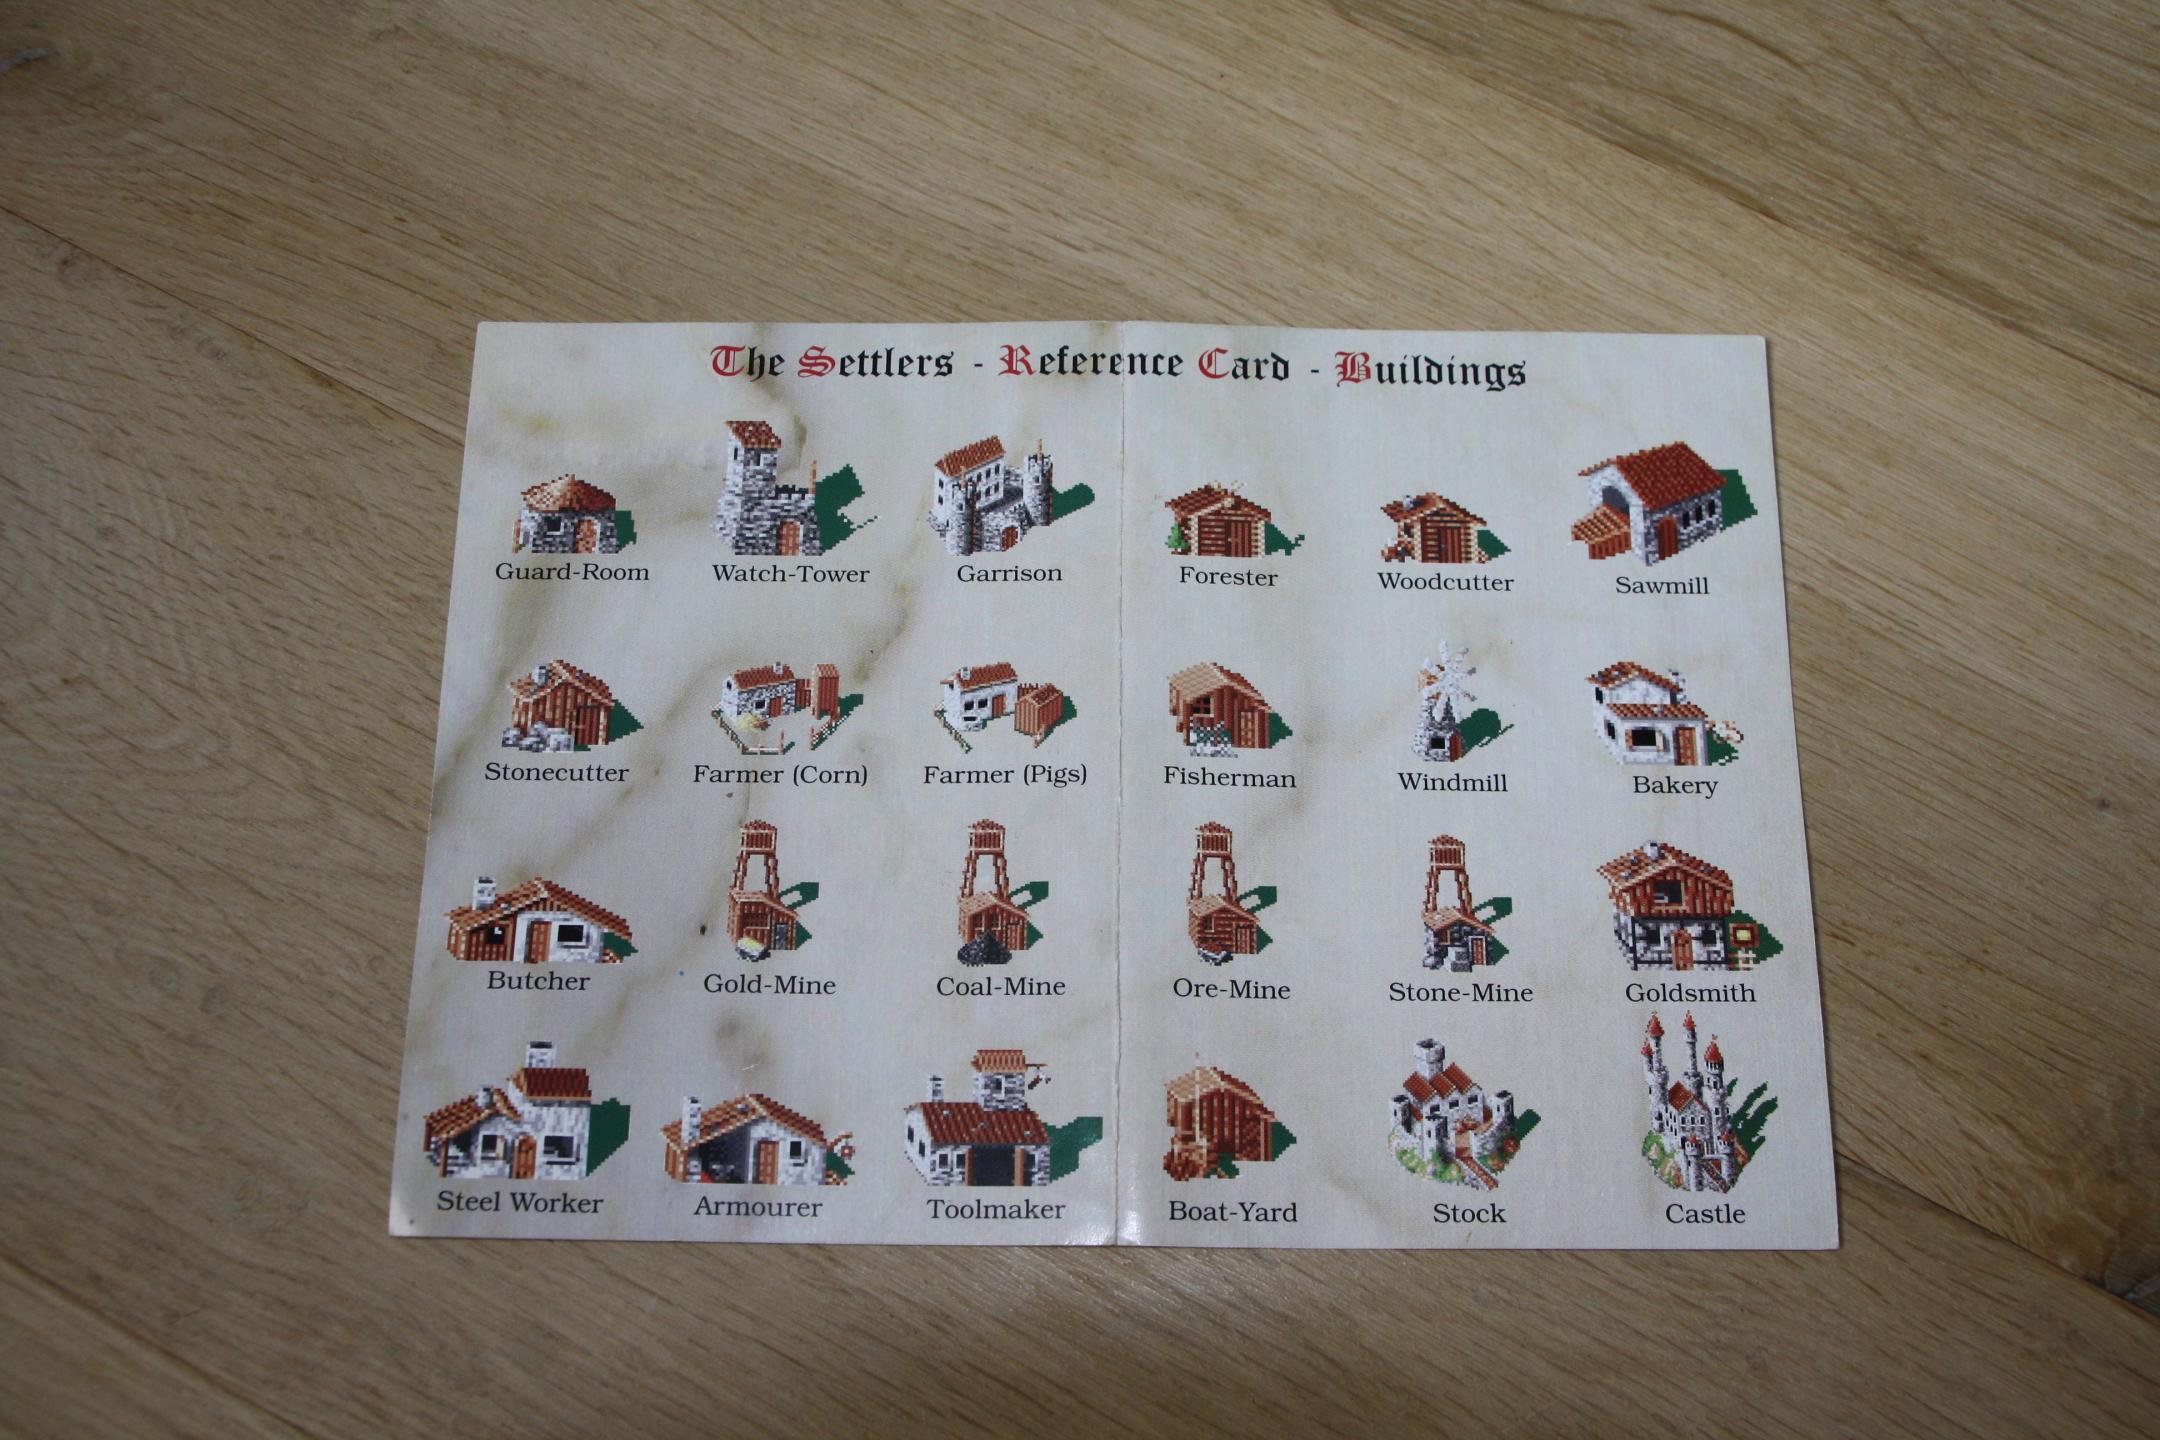 The Settlers - Reference Card - Buildings
Guard-Room Watch-Tower Garrison Forester Woodcutter Sawmill
Stonecutter Farmer (Corn) Farmer (Pigs) Fisherman Windmill Bakery
Butcher Gold-Mine Coal-Mine Ore-Mine Stone-Mine Goldsmith
Steel Worker Armourer Toolmaker Boat-Yard Stock Castle